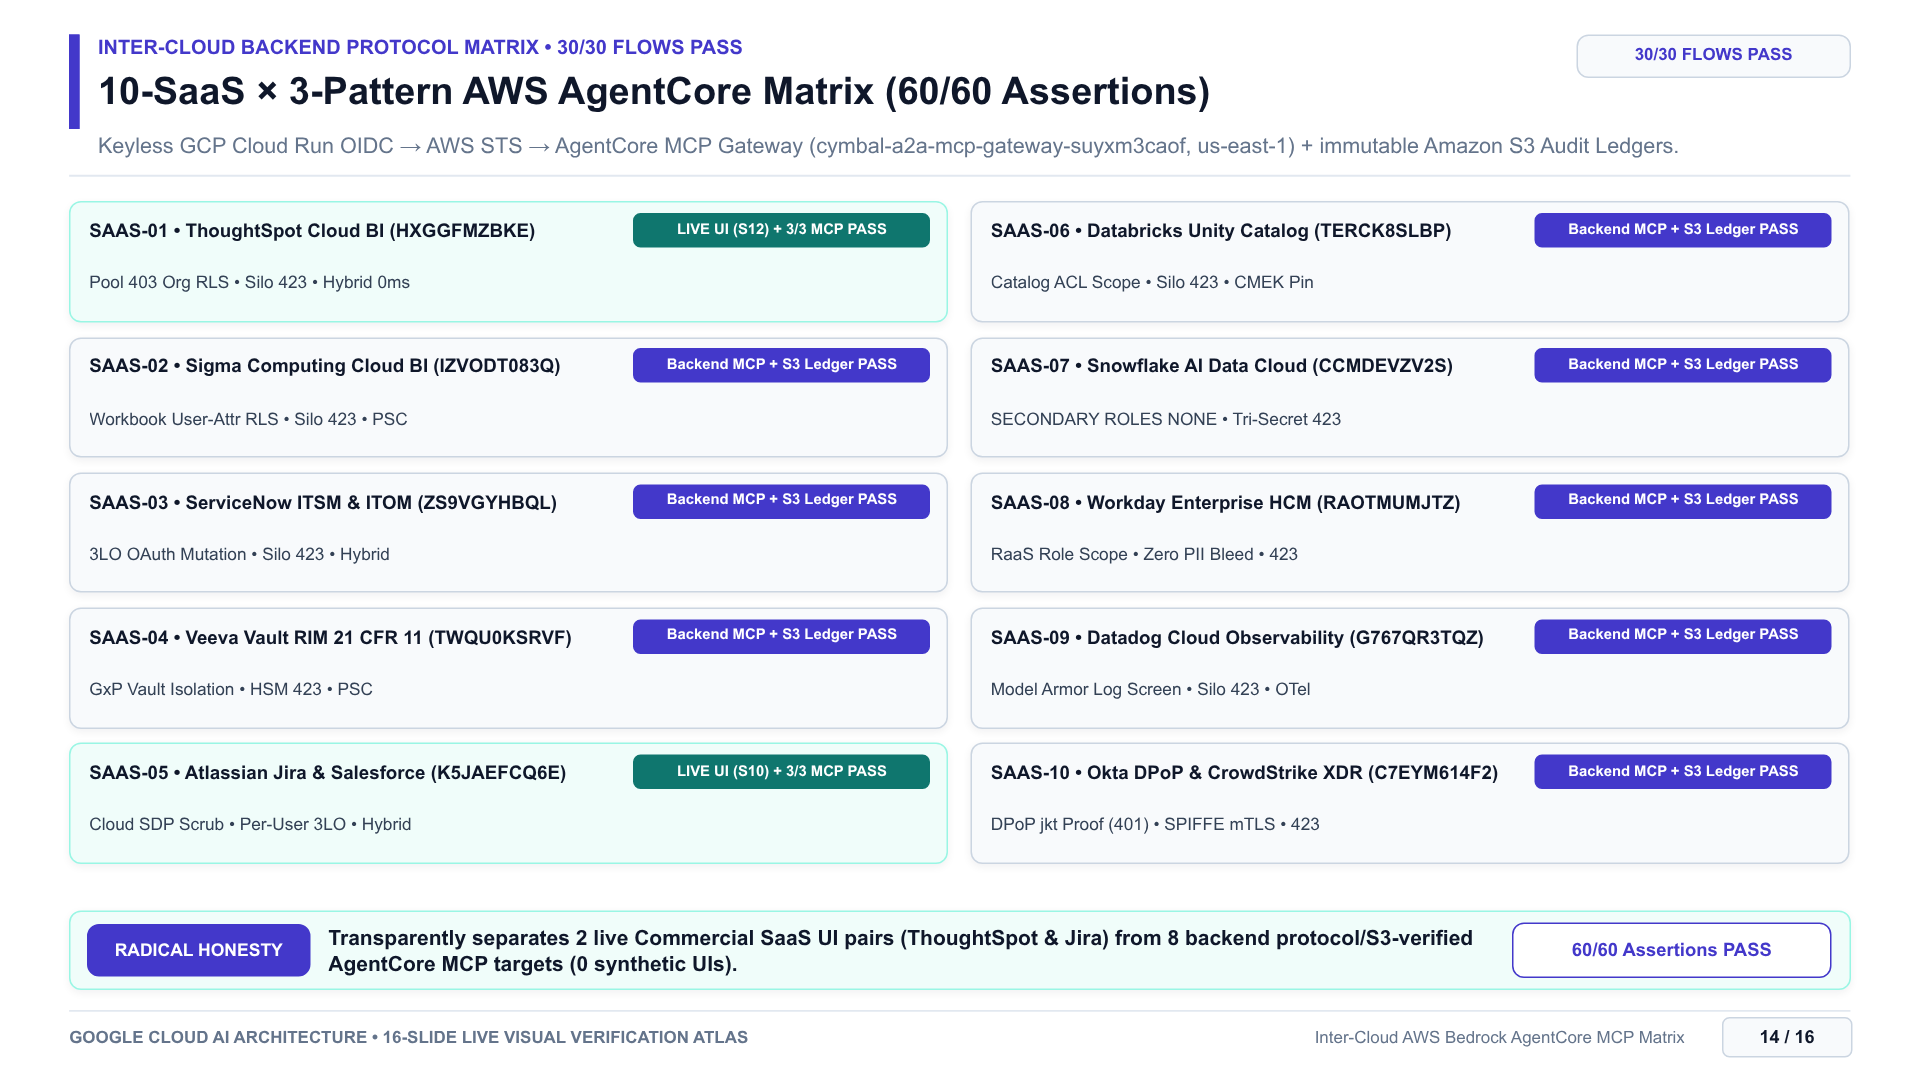 INTER-CLOUD BACKEND PROTOCOL MATRIX • 30/30 FLOWS PASS
30/30 FLOWS PASS
10-SaaS × 3-Pattern AWS AgentCore Matrix (60/60 Assertions)
Keyless GCP Cloud Run OIDC → AWS STS → AgentCore MCP Gateway (cymbal-a2a-mcp-gateway-suyxm3caof, us-east-1) + immutable Amazon S3 Audit Ledgers.
SAAS-01 • ThoughtSpot Cloud BI (HXGGFMZBKE)
LIVE UI (S12) + 3/3 MCP PASS
Pool 403 Org RLS • Silo 423 • Hybrid 0ms
SAAS-02 • Sigma Computing Cloud BI (IZVODT083Q)
Backend MCP + S3 Ledger PASS
Workbook User-Attr RLS • Silo 423 • PSC
SAAS-03 • ServiceNow ITSM & ITOM (ZS9VGYHBQL)
Backend MCP + S3 Ledger PASS
3LO OAuth Mutation • Silo 423 • Hybrid
SAAS-04 • Veeva Vault RIM 21 CFR 11 (TWQU0KSRVF)
Backend MCP + S3 Ledger PASS
GxP Vault Isolation • HSM 423 • PSC
SAAS-05 • Atlassian Jira & Salesforce (K5JAEFCQ6E)
LIVE UI (S10) + 3/3 MCP PASS
Cloud SDP Scrub • Per-User 3LO • Hybrid
SAAS-06 • Databricks Unity Catalog (TERCK8SLBP)
Backend MCP + S3 Ledger PASS
Catalog ACL Scope • Silo 423 • CMEK Pin
SAAS-07 • Snowflake AI Data Cloud (CCMDEVZV2S)
Backend MCP + S3 Ledger PASS
SECONDARY ROLES NONE • Tri-Secret 423
SAAS-08 • Workday Enterprise HCM (RAOTMUMJTZ)
Backend MCP + S3 Ledger PASS
RaaS Role Scope • Zero PII Bleed • 423
SAAS-09 • Datadog Cloud Observability (G767QR3TQZ)
Backend MCP + S3 Ledger PASS
Model Armor Log Screen • Silo 423 • OTel
SAAS-10 • Okta DPoP & CrowdStrike XDR (C7EYM614F2)
Backend MCP + S3 Ledger PASS
DPoP jkt Proof (401) • SPIFFE mTLS • 423
RADICAL HONESTY
Transparently separates 2 live Commercial SaaS UI pairs (ThoughtSpot & Jira) from 8 backend protocol/S3-verified
AgentCore MCP targets (0 synthetic UIs).
60/60 Assertions PASS
GOOGLE CLOUD AI ARCHITECTURE • 16-SLIDE LIVE VISUAL VERIFICATION ATLAS
Inter-Cloud AWS Bedrock AgentCore MCP Matrix
14 / 16